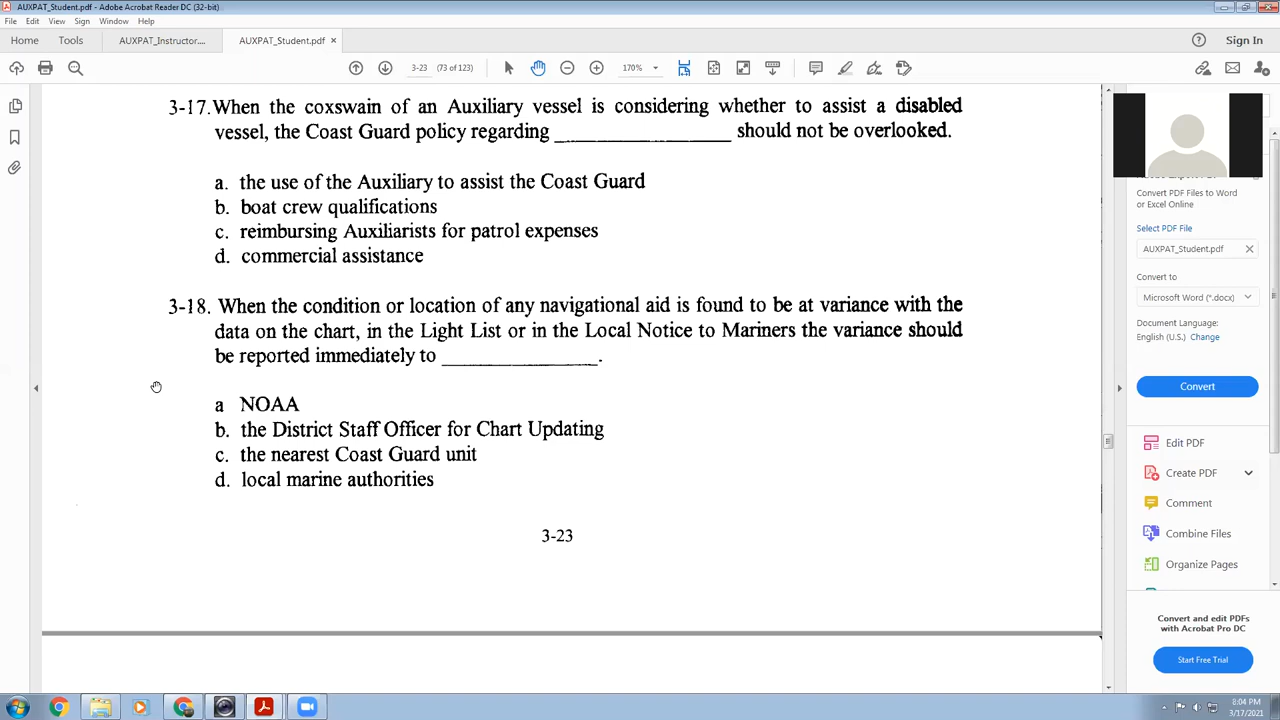 AUXPAT_Student.pdf - Adobe Acrobat Reader DC (32-bit)
File Edit View Sign Window Help
Home Tools AUXPAT_Instructor.... AUXPAT_Student.pdf × Sign In
3-23 (73 of 123) 170%
3-17. When the coxswain of an Auxiliary vessel is considering whether to assist a disabled
vessel, the Coast Guard policy regarding ________________ should not be overlooked.
a. the use of the Auxiliary to assist the Coast Guard
b. boat crew qualifications
c. reimbursing Auxiliarists for patrol expenses
d. commercial assistance
3-18. When the condition or location of any navigational aid is found to be at variance with the
data on the chart, in the Light List or in the Local Notice to Mariners the variance should
be reported immediately to ______________.
a NOAA
b. the District Staff Officer for Chart Updating
c. the nearest Coast Guard unit
d. local marine authorities
3-23
Convert PDF Files to Word
or Excel Online
Select PDF File
AUXPAT_Student.pdf
Convert to
Microsoft Word (*.docx)
Document Language:
English (U.S.) Change
Convert
Edit PDF
Create PDF
Comment
Combine Files
Organize Pages
Convert and edit PDFs
with Acrobat Pro DC
Start Free Trial
8:04 PM
3/17/2021